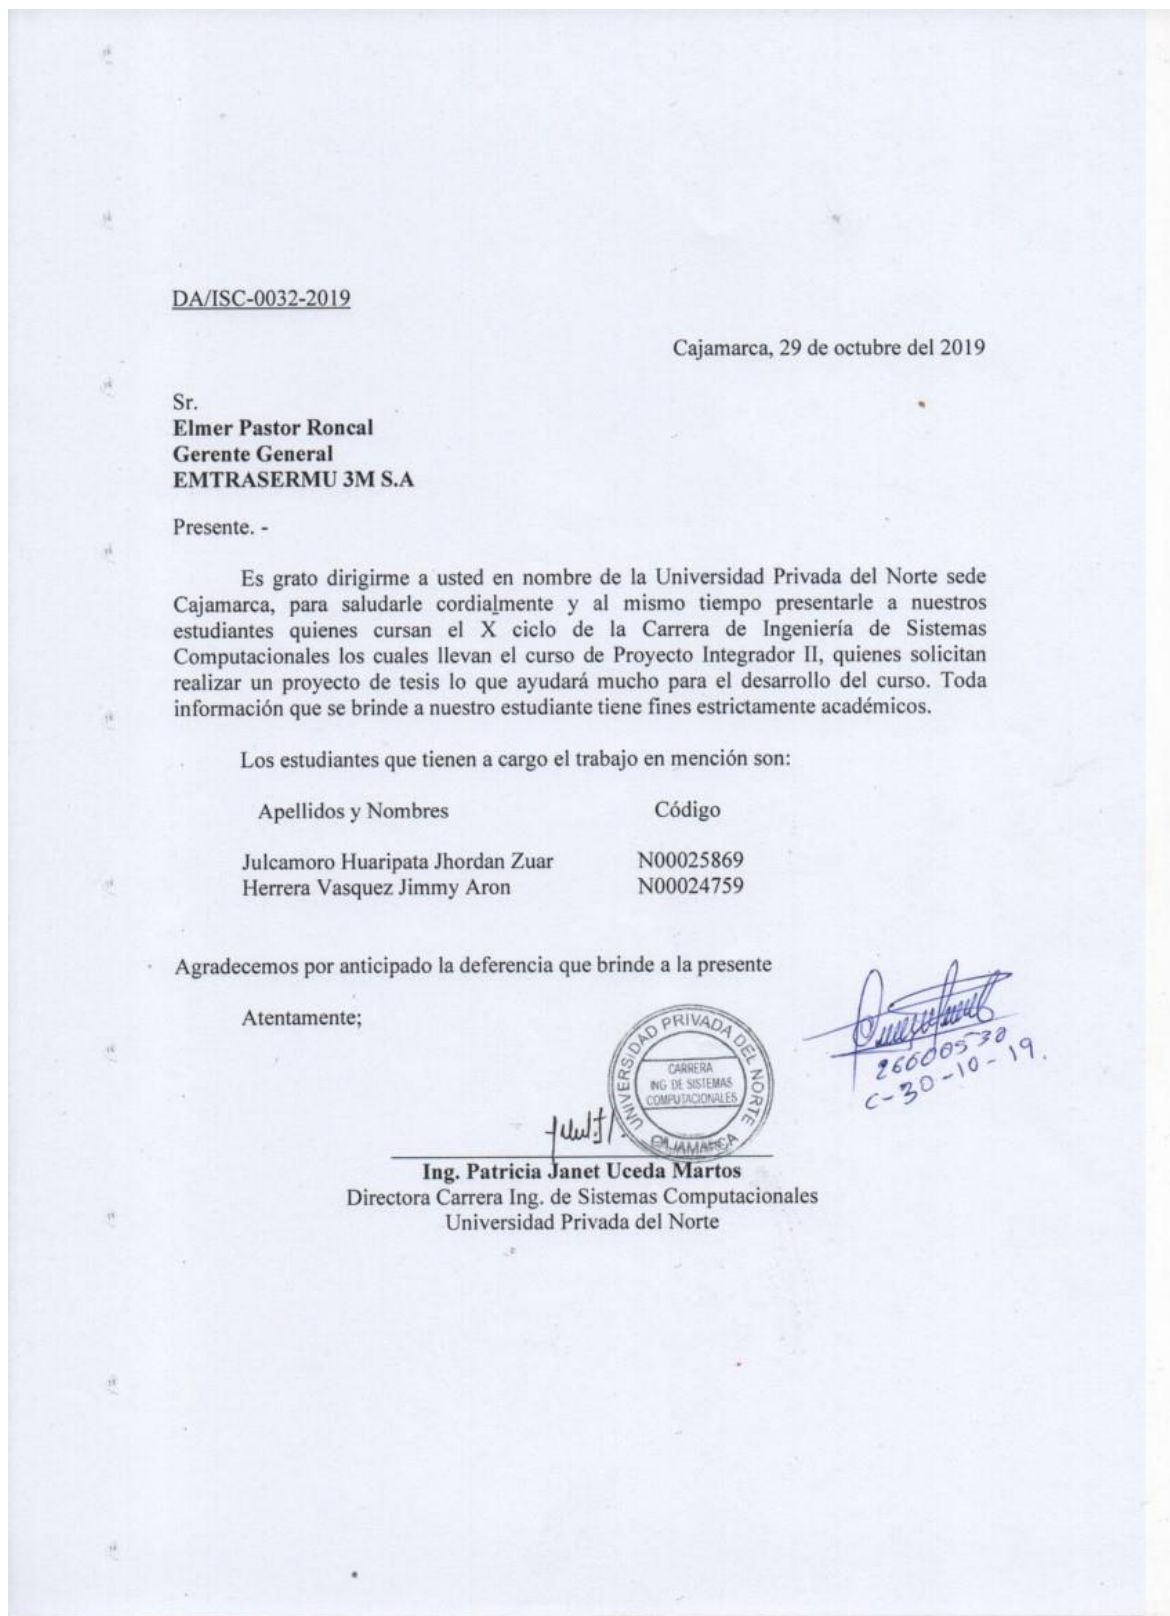 DA/ISC-0032-2019
Cajamarca, 29 de octubre del 2019
Sr.
Elmer Pastor Roncal
Gerente General
EMTRASERMU 3M S.A
Presente. -
Es grato dirigirme a usted en nombre de la Universidad Privada del Norte sede
Cajamarca, para saludarle cordialmente y al mismo tiempo presentarle a nuestros
estudiantes quienes cursan el X ciclo de la Carrera de Ingeniería de Sistemas
Computacionales los cuales llevan el curso de Proyecto Integrador II, quienes solicitan
realizar un proyecto de tesis lo que ayudará mucho para el desarrollo del curso. Toda
información que se brinde a nuestro estudiante tiene fines estrictamente académicos.
Los estudiantes que tienen a cargo el trabajo en mención son:
Apellidos y Nombres Código
Julcamoro Huaripata Jhordan Zuar N00025869
Herrera Vasquez Jimmy Aron N00024759
Agradecemos por anticipado la deferencia que brinde a la presente
Atentamente;
UNIVERSIDAD PRIVADA DEL NORTE
CARRERA
ING DE SISTEMAS
COMPUTACIONALES
CAJAMARCA
26600530
C-30-10-19.
Ing. Patricia Janet Uceda Martos
Directora Carrera Ing. de Sistemas Computacionales
Universidad Privada del Norte